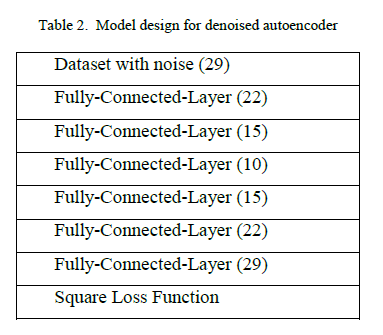 Table 2. Model design for denoised autoencoder
Dataset with noise (29)
Fully-Connected-Layer (22)
Fully-Connected-Layer (15)
Fully-Connected-Layer (10)
Fully-Connected-Layer (15)
Fully-Connected-Layer (22)
Fully-Connected-Layer (29)
Square Loss Function